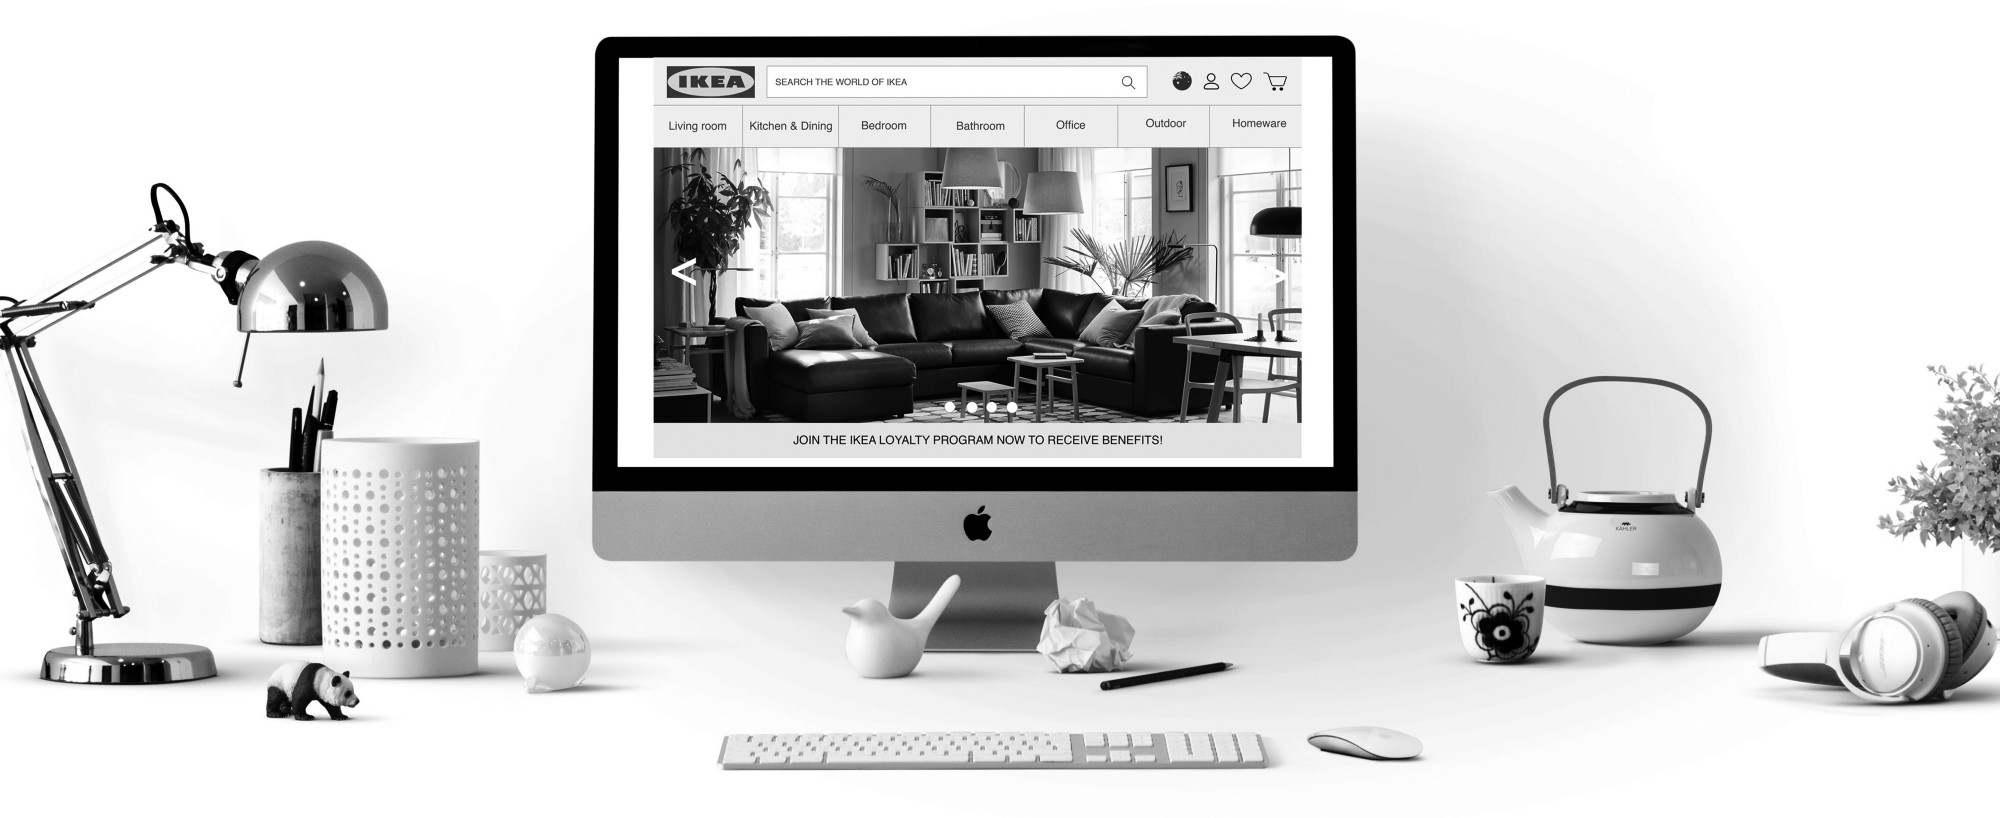 IKEA
SEARCH THE WORLD OF IKEA
Living room
Kitchen & Dining
Bedroom
Bathroom
Office
Outdoor
Homeware
JOIN THE IKEA LOYALTY PROGRAM NOW TO RECEIVE BENEFITS!
KÄHLER